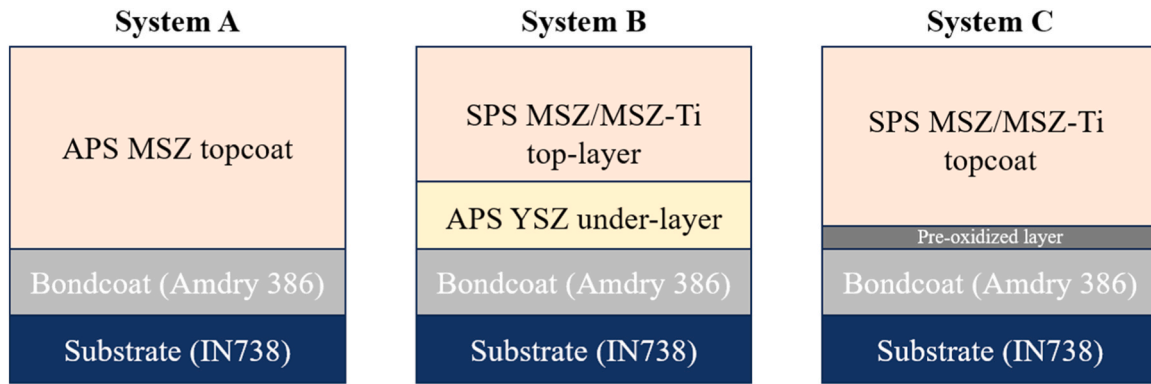 System A
System B
System C
APS MSZ topcoat
SPS MSZ/MSZ-Ti
top-layer
SPS MSZ/MSZ-Ti
topcoat
APS YSZ under-layer
Pre-oxidized layer
Bondcoat (Amdry 386)
Bondcoat (Amdry 386)
Bondcoat (Amdry 386)
Substrate (IN738)
Substrate (IN738)
Substrate (IN738)